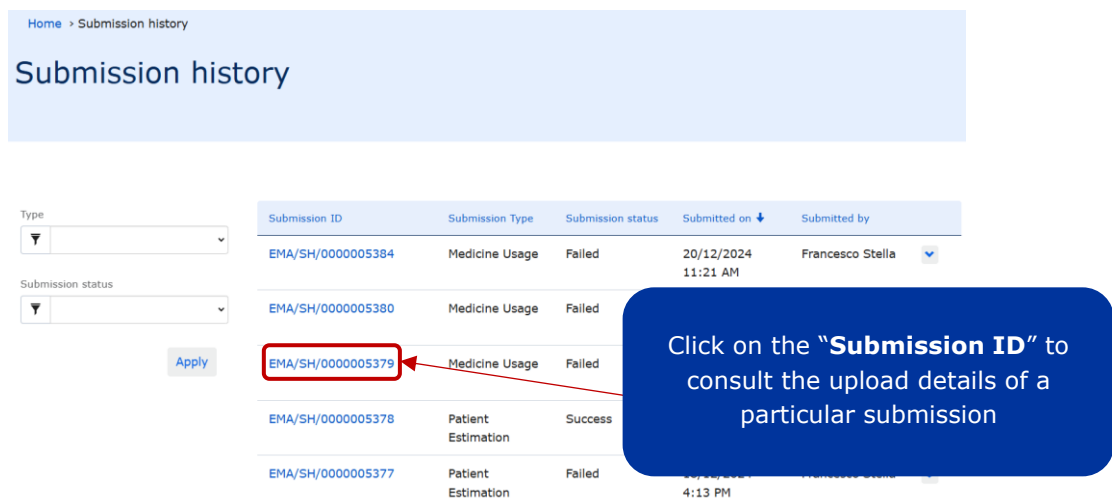 Home > Submission history
Submission history
Type
Submission status
Apply
Submission ID Submission Type Submission status Submitted on Submitted by
EMA/SH/0000005384 Medicine Usage Failed 20/12/2024 Francesco Stella
11:21 AM
EMA/SH/0000005380 Medicine Usage Failed
EMA/SH/0000005379 Medicine Usage Failed
EMA/SH/0000005378 Patient Success
Estimation
EMA/SH/0000005377 Patient Failed
Estimation 4:13 PM
Click on the “Submission ID” to
consult the upload details of a
particular submission